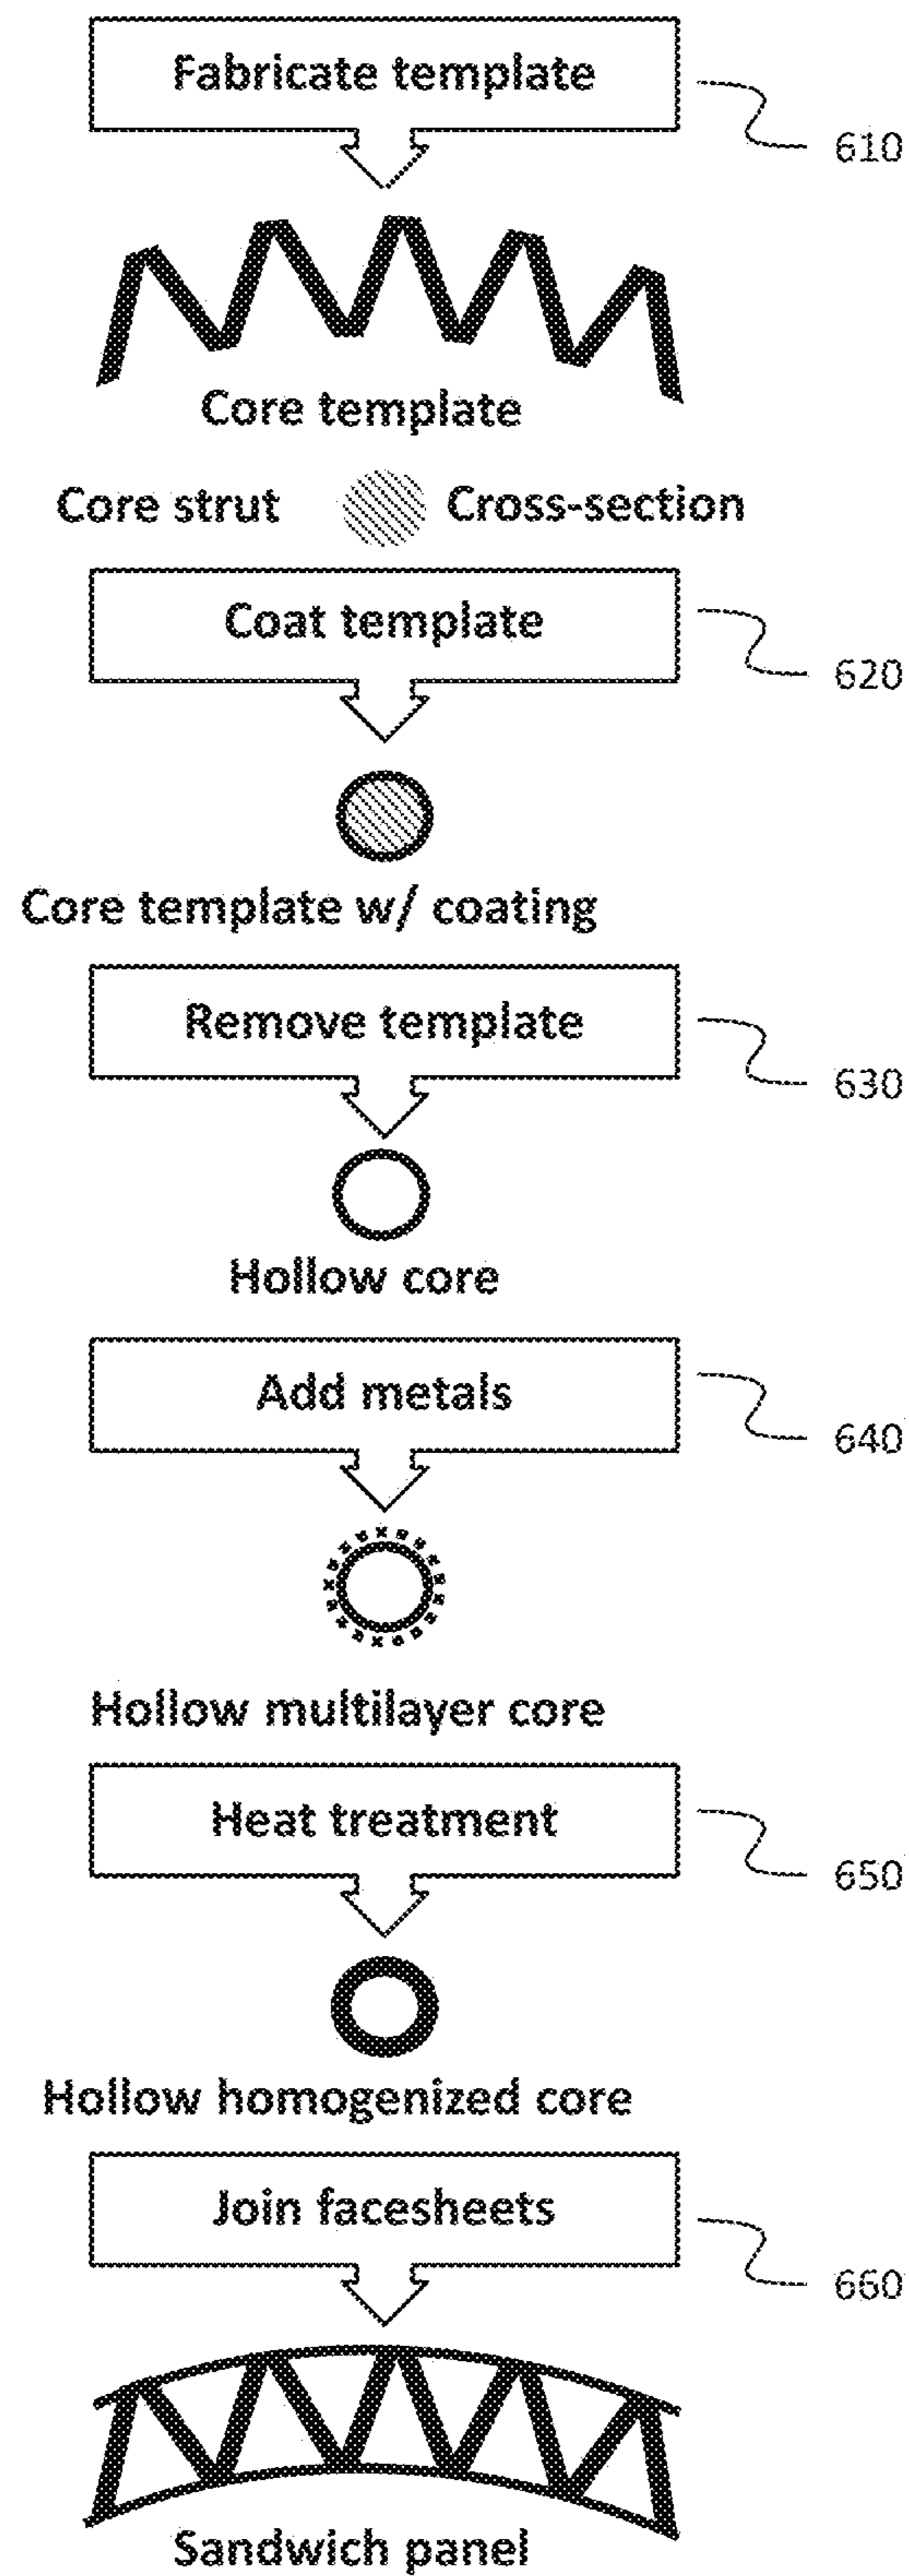 Fabricate template
610
Core template
Core strut Cross-section
Coat template
620
Core template w/ coating
Remove template
630
Hollow core
Add metals
640
Hollow multilayer core
Heat treatment
650
Hollow homogenized core
Join facesheets
660
Sandwich panel